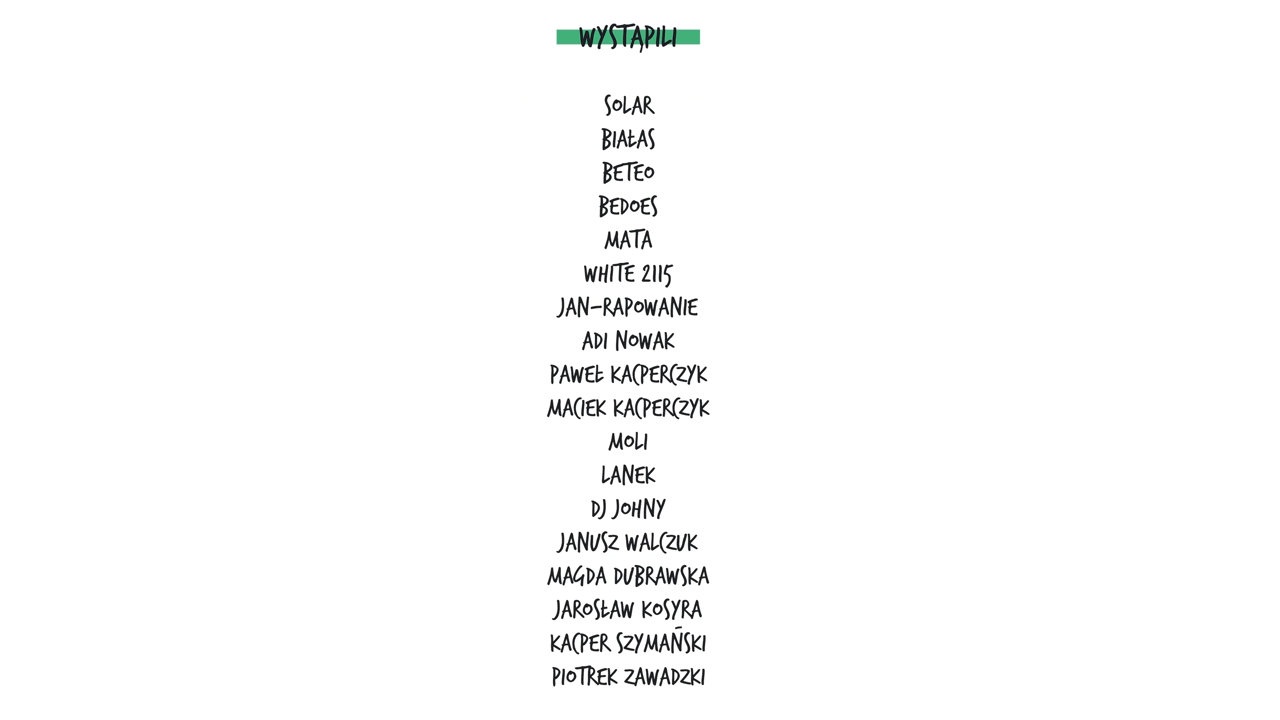 WYSTĄPILI
SOLAR
BIAŁAS
BETEO
BEDOES
MATA
WHITE 2115
JAN-RAPOWANIE
ADI NOWAK
PAWEŁ KACPERCZYK
MACIEK KACPERCZYK
MOLI
LANEK
DJ JOHNY
JANUSZ WALCZUK
MAGDA DUBRAWSKA
JAROSŁAW KOSYRA
KACPER SZYMAŃSKI
PIOTREK ZAWADZKI